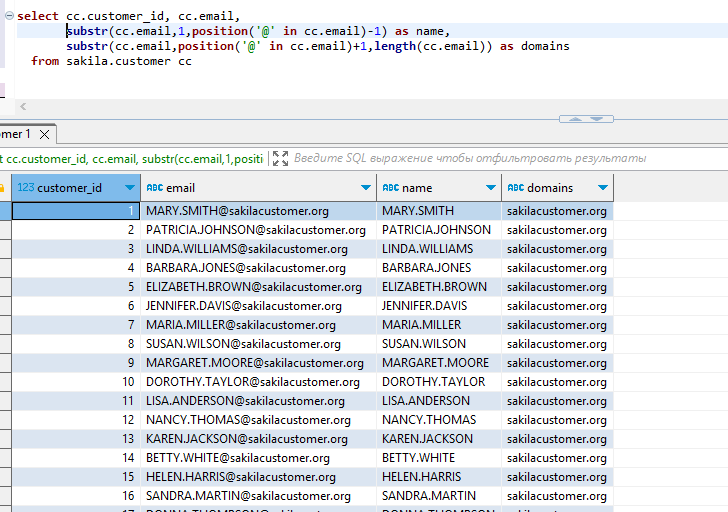 select cc.customer_id, cc.email,
substr(cc.email,1,position('@' in cc.email)-1) as name,
substr(cc.email,position('@' in cc.email)+1,length(cc.email)) as domains
from sakila.customer cc
omer 1
t cc.customer_id, cc.email, substr(cc.email,1,positi Введите SQL выражение чтобы отфильтровать результаты
123 customer_id ABC email ABC name ABC domains
1 MARY.SMITH@sakilacustomer.org MARY.SMITH sakilacustomer.org
2 PATRICIA.JOHNSON@sakilacustomer.org PATRICIA.JOHNSON sakilacustomer.org
3 LINDA.WILLIAMS@sakilacustomer.org LINDA.WILLIAMS sakilacustomer.org
4 BARBARA.JONES@sakilacustomer.org BARBARA.JONES sakilacustomer.org
5 ELIZABETH.BROWN@sakilacustomer.org ELIZABETH.BROWN sakilacustomer.org
6 JENNIFER.DAVIS@sakilacustomer.org JENNIFER.DAVIS sakilacustomer.org
7 MARIA.MILLER@sakilacustomer.org MARIA.MILLER sakilacustomer.org
8 SUSAN.WILSON@sakilacustomer.org SUSAN.WILSON sakilacustomer.org
9 MARGARET.MOORE@sakilacustomer.org MARGARET.MOORE sakilacustomer.org
10 DOROTHY.TAYLOR@sakilacustomer.org DOROTHY.TAYLOR sakilacustomer.org
11 LISA.ANDERSON@sakilacustomer.org LISA.ANDERSON sakilacustomer.org
12 NANCY.THOMAS@sakilacustomer.org NANCY.THOMAS sakilacustomer.org
13 KAREN.JACKSON@sakilacustomer.org KAREN.JACKSON sakilacustomer.org
14 BETTY.WHITE@sakilacustomer.org BETTY.WHITE sakilacustomer.org
15 HELEN.HARRIS@sakilacustomer.org HELEN.HARRIS sakilacustomer.org
16 SANDRA.MARTIN@sakilacustomer.org SANDRA.MARTIN sakilacustomer.org